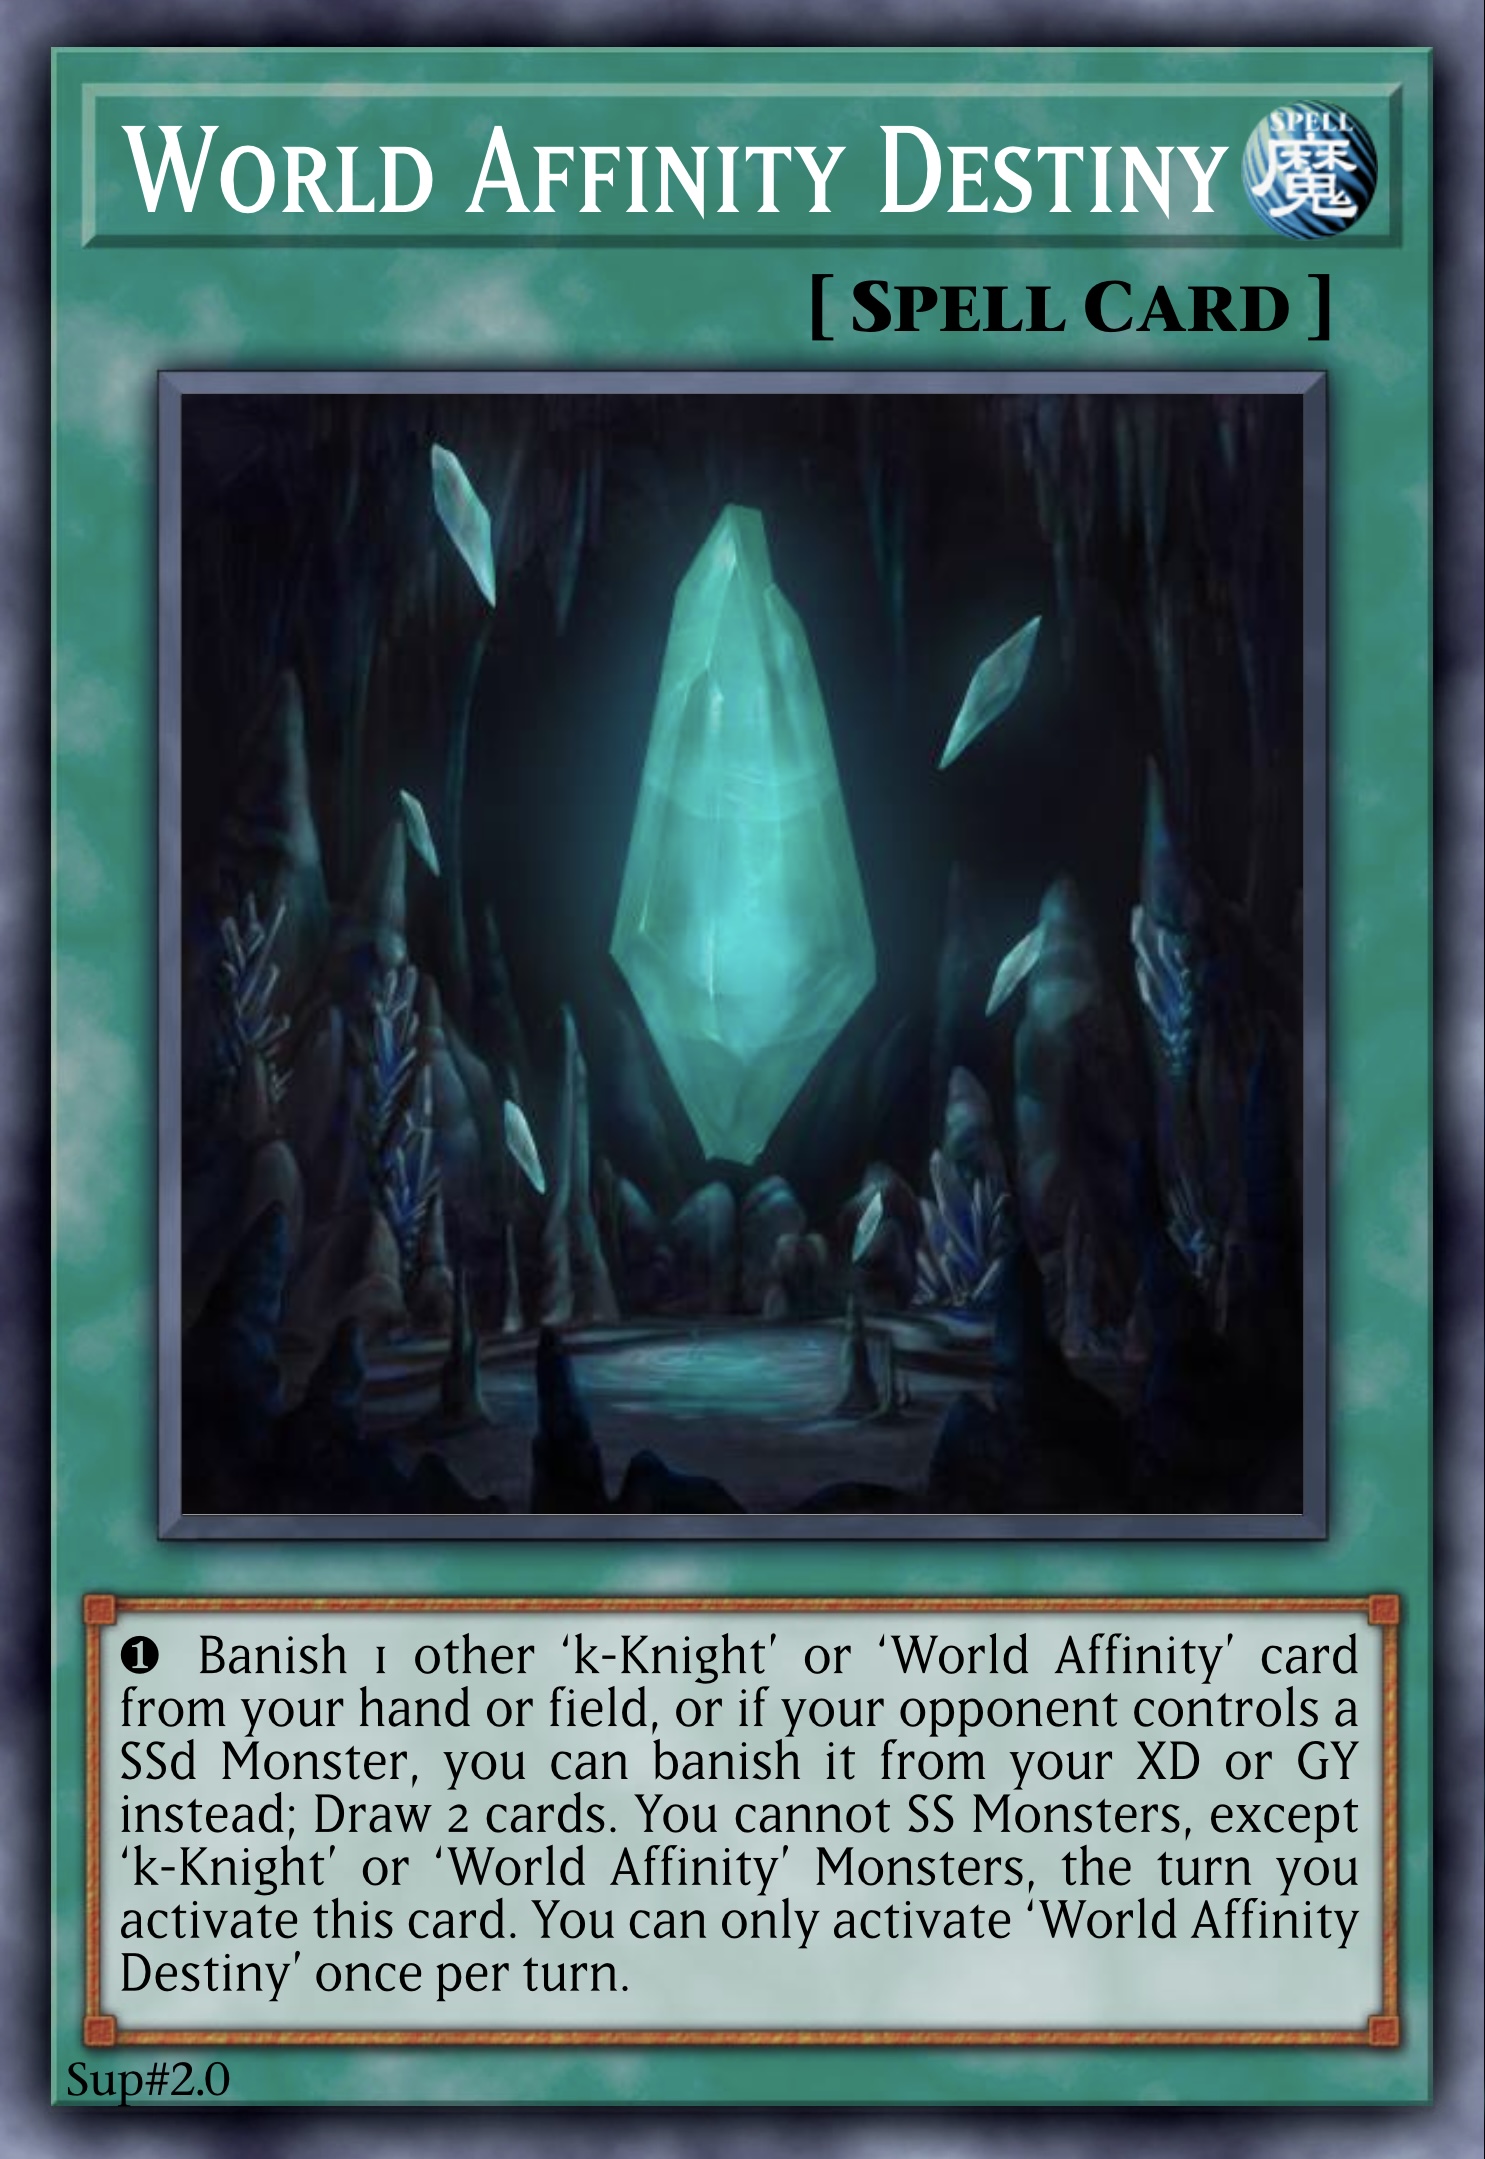 World Affinity Destiny
SPELL
魔
[ Spell Card ]
❶ Banish 1 other ‘k-Knight’ or ‘World Affinity’ card
from your hand or field, or if your opponent controls a
SSd Monster, you can banish it from your XD or GY
instead; Draw 2 cards. You cannot SS Monsters, except
‘k-Knight’ or ‘World Affinity’ Monsters, the turn you
activate this card. You can only activate ‘World Affinity
Destiny’ once per turn.
Sup#2.0